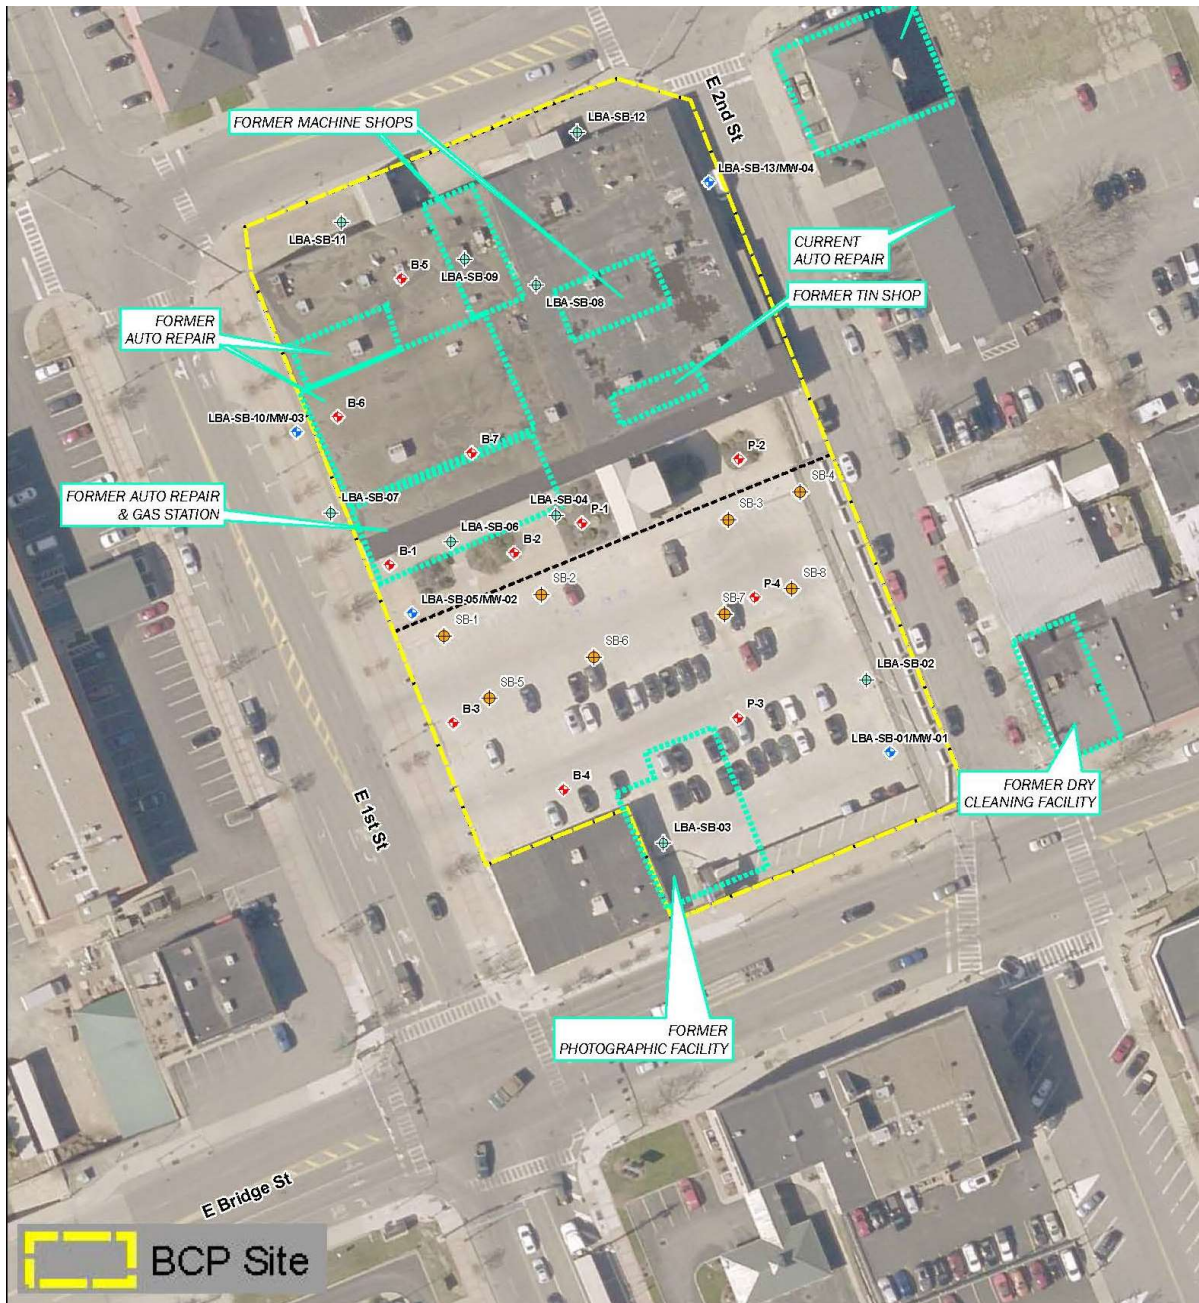 E 2nd St
LBA-SB-12
FORMER MACHINE SHOPS
LBA-SB-13/MW-04
LBA-SB-11
CURRENT
AUTO REPAIR
B-5
LBA-SB-09
LBA-SB-08
FORMER TIN SHOP
FORMER
AUTO REPAIR
B-6
LBA-SB-10/MW-03
B-7
P-2
SB-4
FORMER AUTO REPAIR
& GAS STATION
LBA-SB-07
LBA-SB-04
SB-3
P-1
LBA-SB-06
B-1
B-2
SB-2
P-4
SB-8
LBA-SB-05/MW-02
SB-7
SB-1
SB-6
LBA-SB-02
SB-5
B-3
P-3
LBA-SB-01/MW-01
B-4
FORMER DRY
CLEANING FACILITY
E 1st St
LBA-SB-03
FORMER
PHOTOGRAPHIC FACILITY
E Bridge St
BCP Site